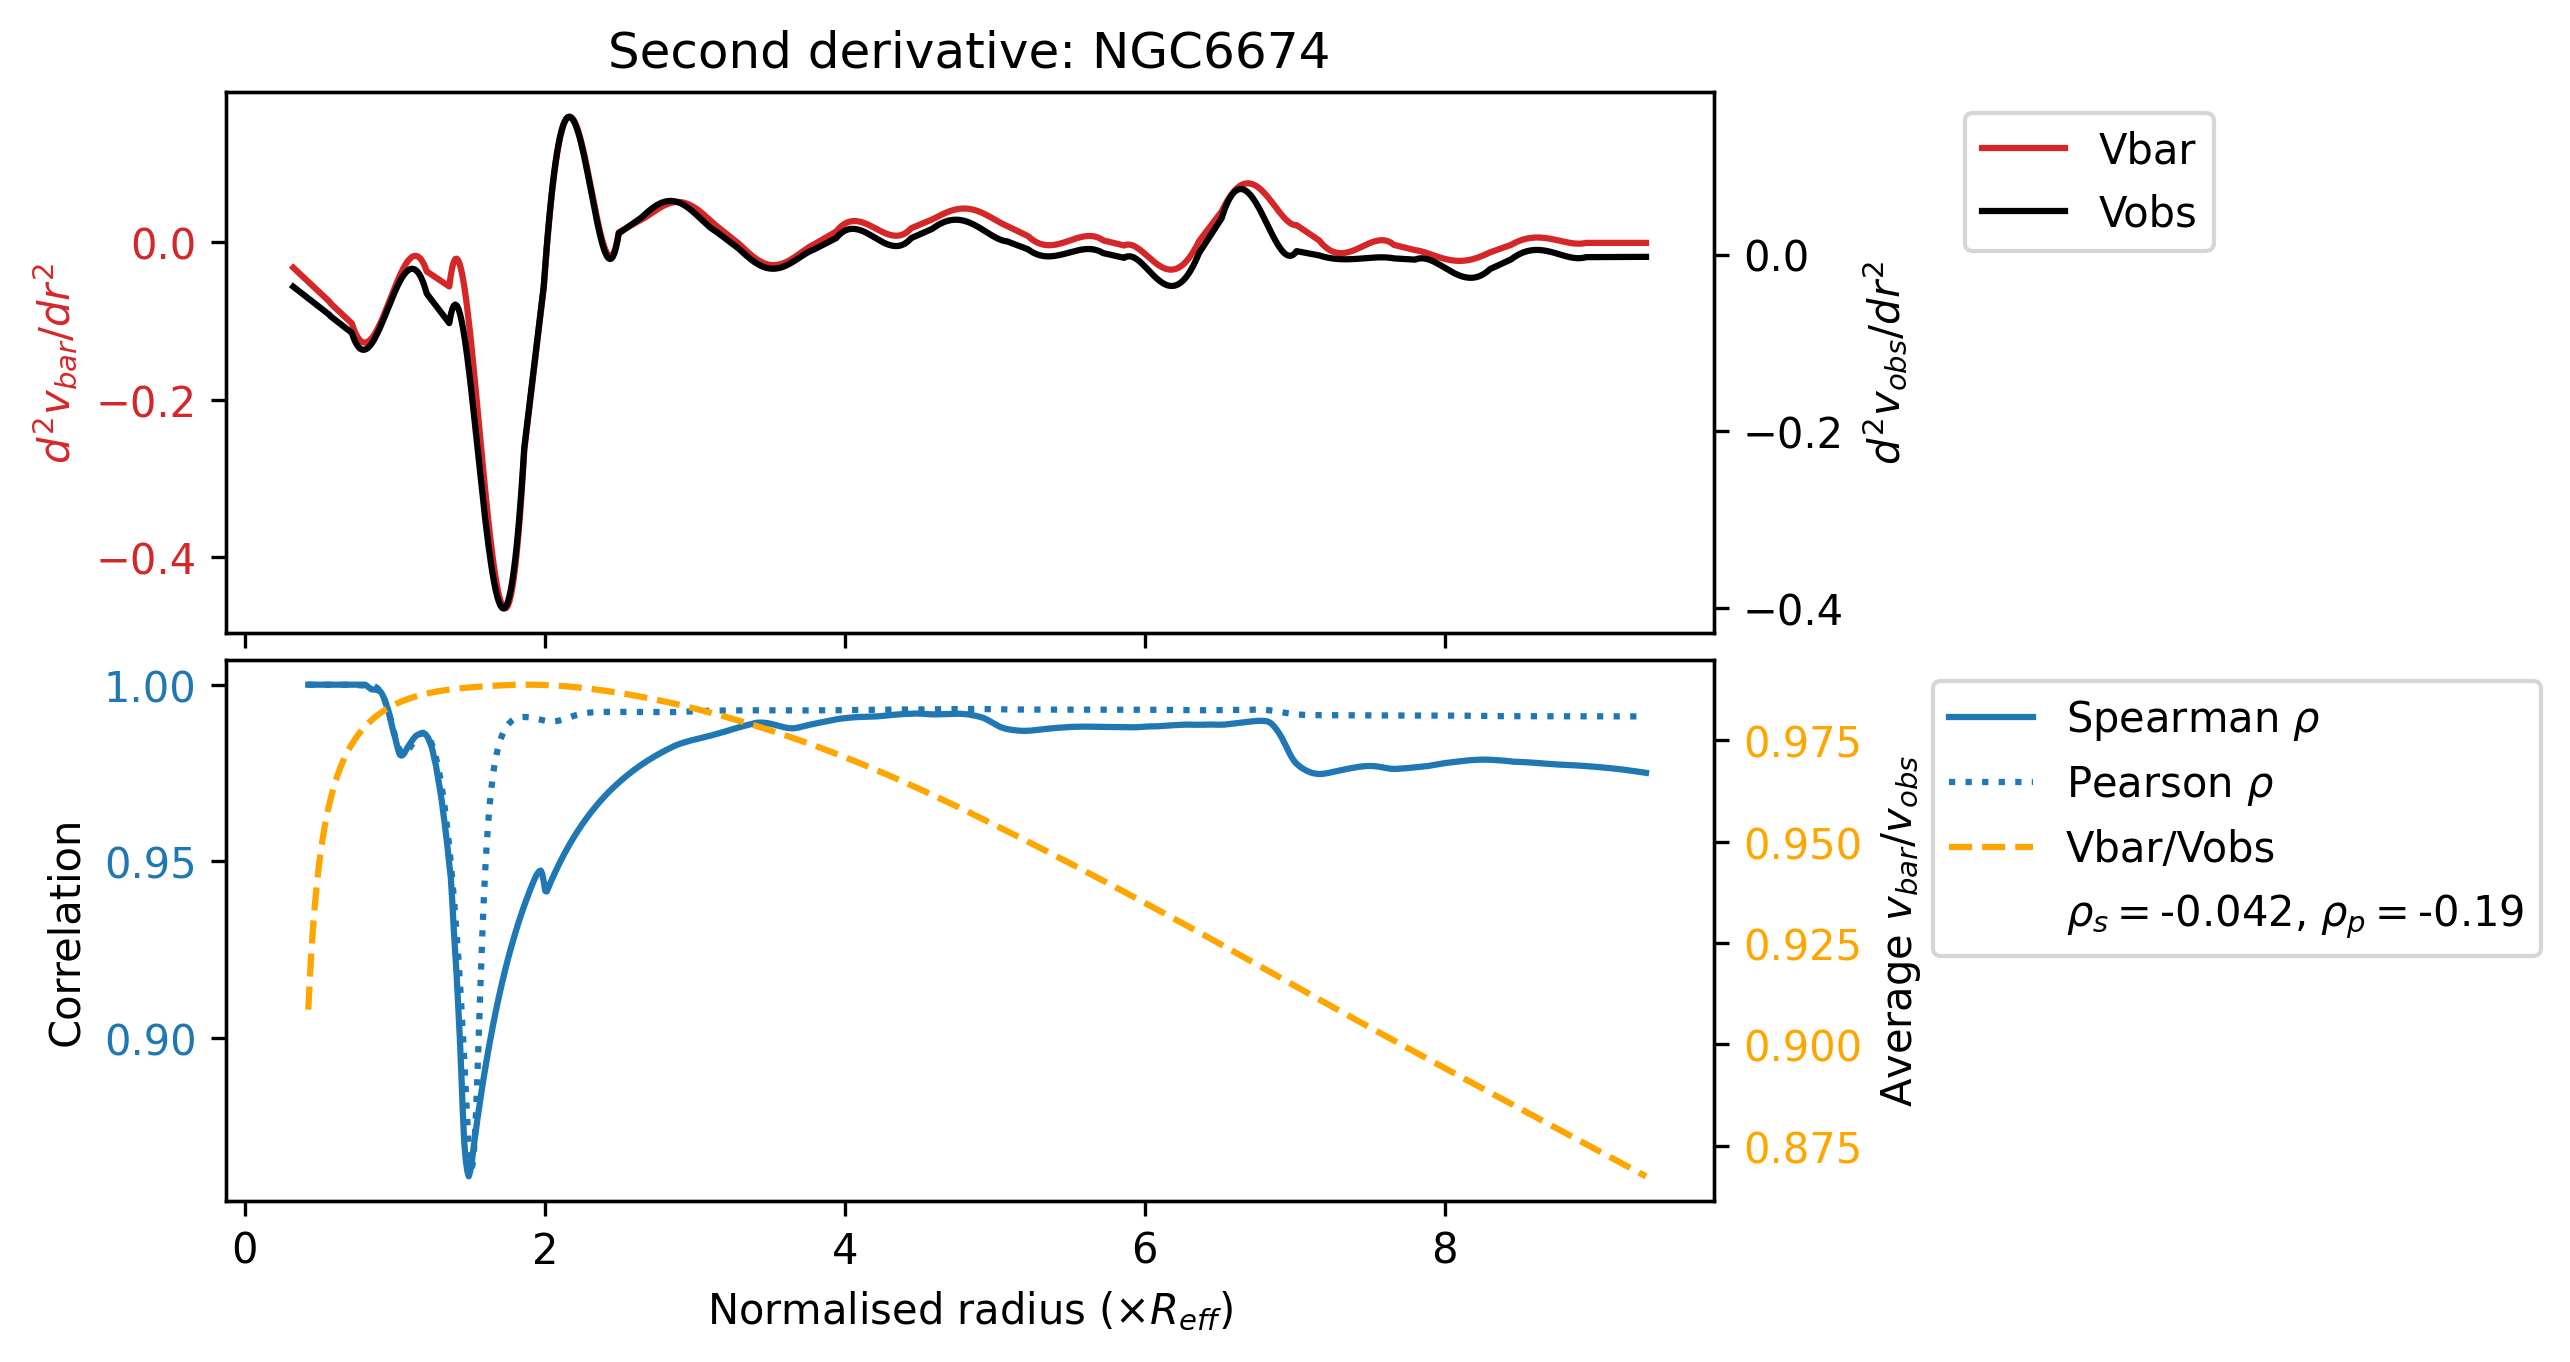 Second derivative: NGC6674
0.0
−0.2
−0.4
d²v_bar/dr²
0.0
−0.2
−0.4
d²v_obs/dr²
Vbar
Vobs
1.00
0.95
0.90
Correlation
0.975
0.950
0.925
0.900
0.875
Average v_bar/v_obs
Spearman ρ
Pearson ρ
Vbar/Vobs
ρ_s = -0.042, ρ_p = -0.19
0 2 4 6 8
Normalised radius (×R_eff)